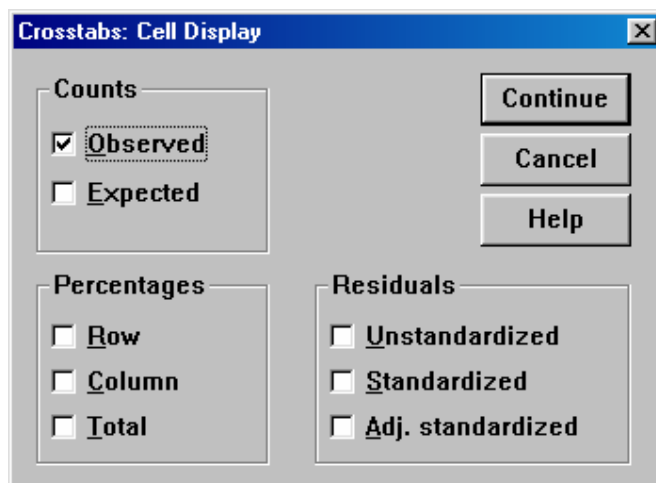 Crosstabs: Cell Display
Counts
Observed
Expected
Continue
Cancel
Help
Percentages
Row
Column
Total
Residuals
Unstandardized
Standardized
Adj. standardized